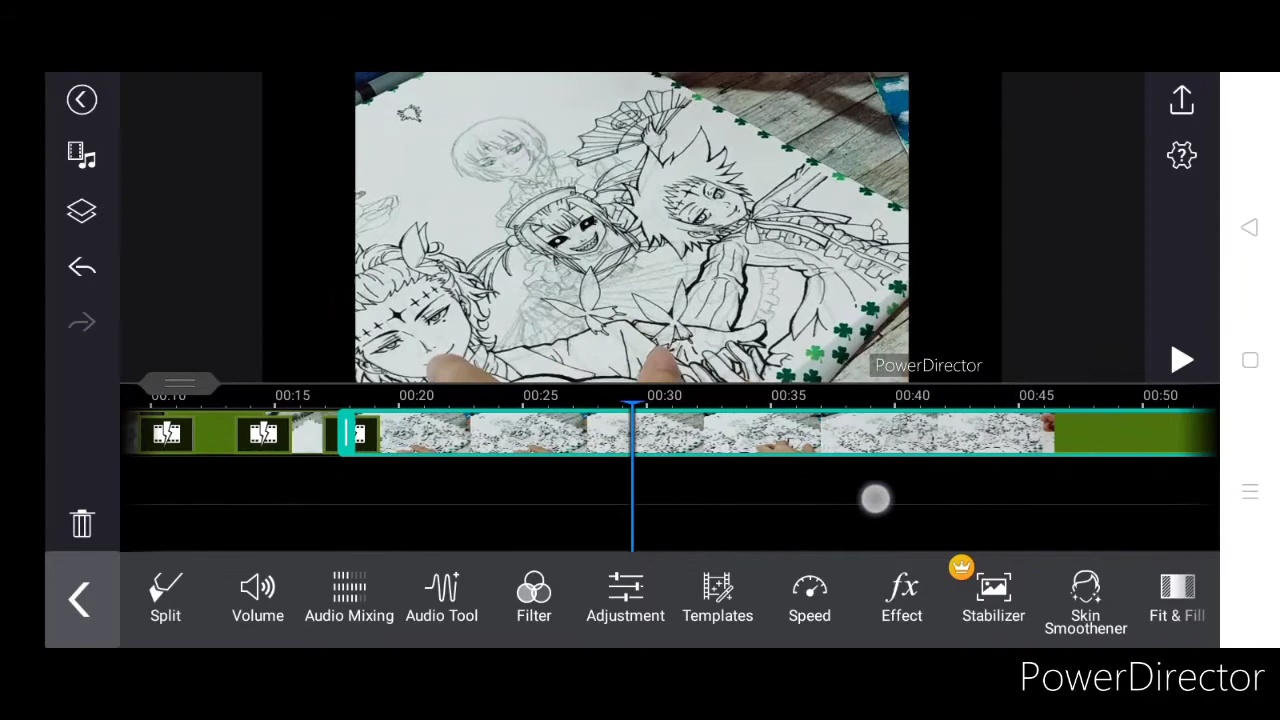 PowerDirector
00:10 00:15 00:20 00:25 00:30 00:35 00:40 00:45 00:50
Split Volume Audio Mixing Audio Tool Filter Adjustment Templates Speed Effect Stabilizer Skin Smoothener Fit & Fill
PowerDirector